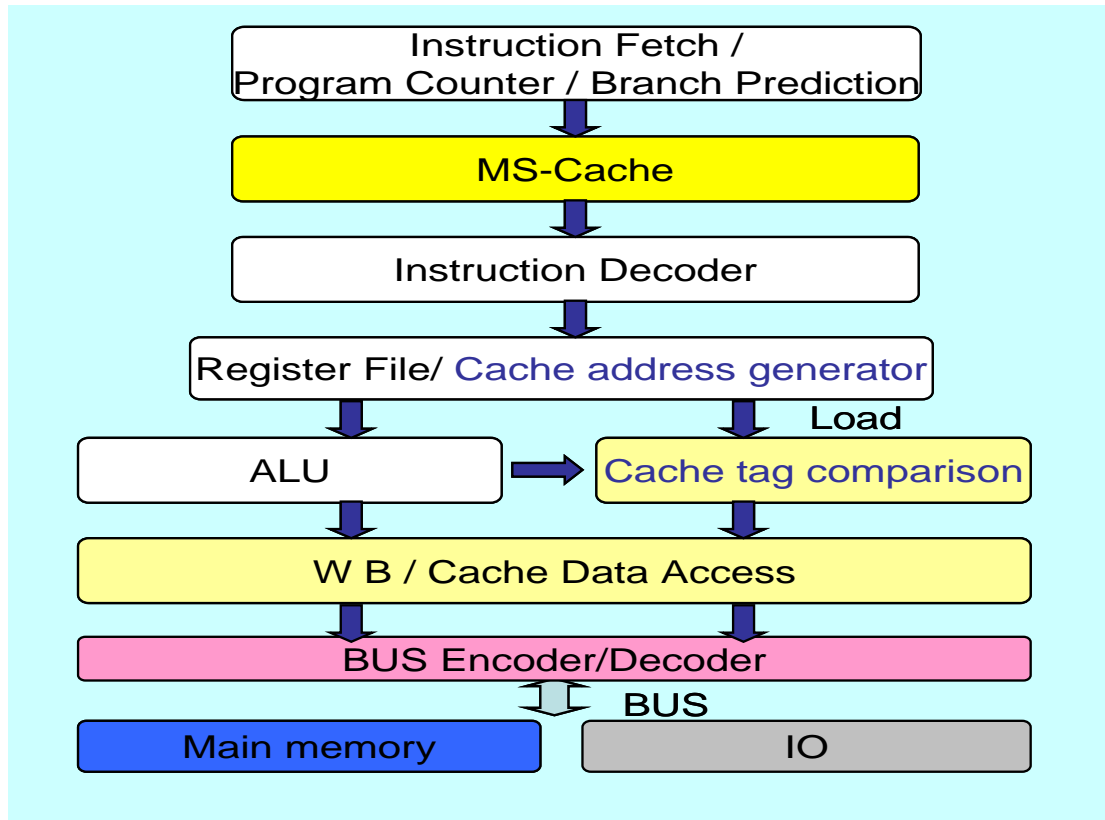 Instruction Fetch /
Program Counter / Branch Prediction
MS-Cache
Instruction Decoder
Register File/ Cache address generator
Load
ALU
Cache tag comparison
W B / Cache Data Access
BUS Encoder/Decoder
BUS
Main memory
IO